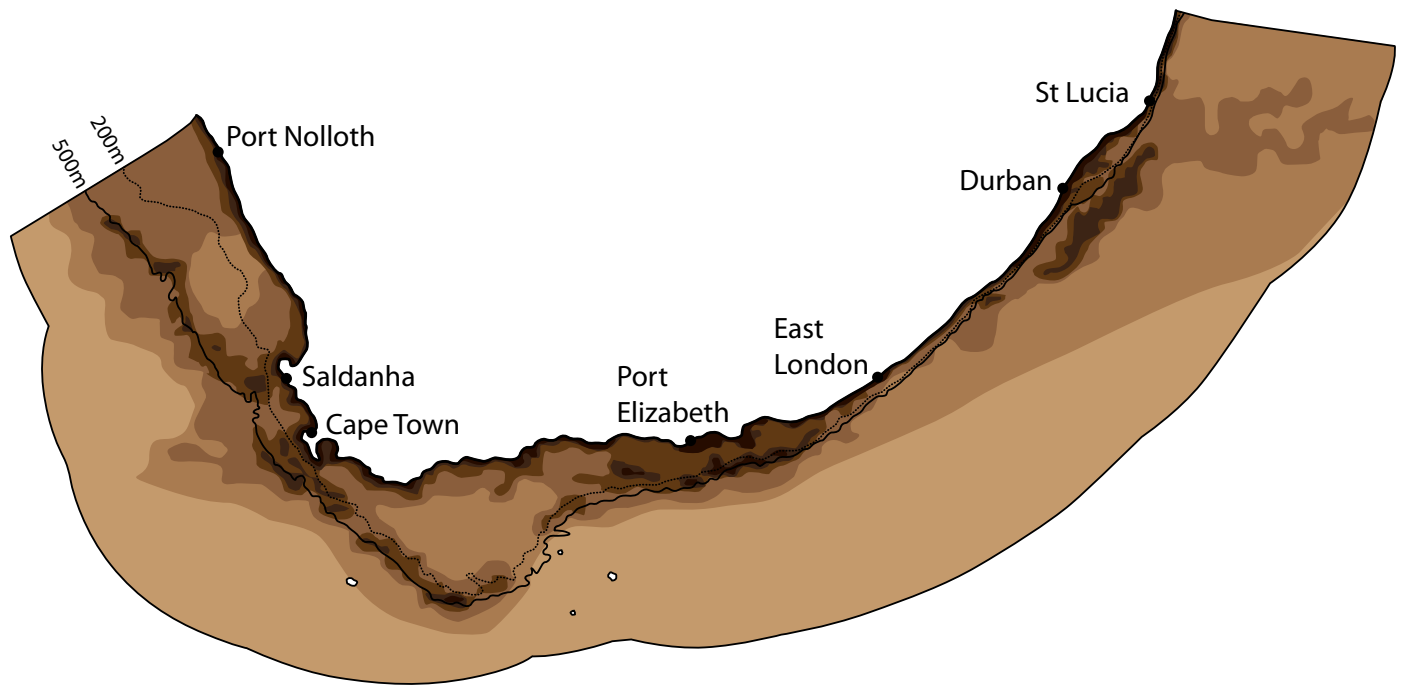 St Lucia
200m
500m
Port Nolloth
Durban
East
London
Port
Elizabeth
Saldanha
Cape Town